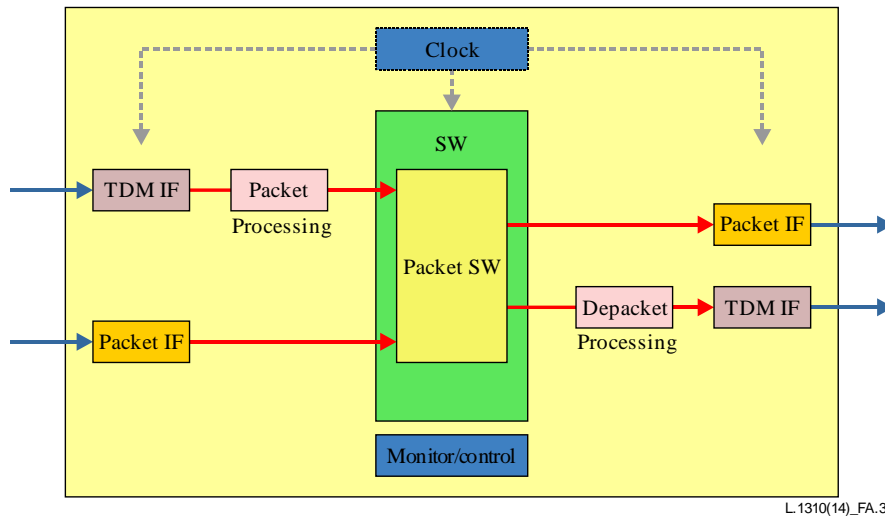 Clock
SW
TDM IF
Packet
Processing
Packet IF
Packet SW
Depacket
Processing
TDM IF
Packet IF
Monitor/control
L.1310(14)_FA.3